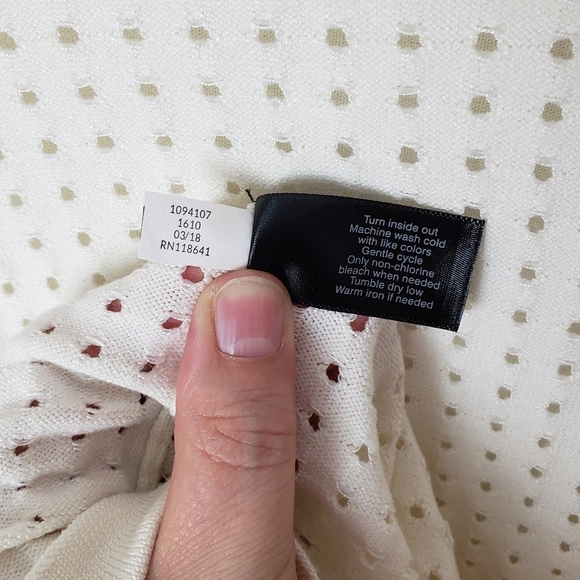 1094107
1610
03/18
RN118641
Turn inside out
Machine wash cold
with like colors
Gentle cycle
Only non-chlorine
bleach when needed
Tumble dry low
Warm iron if needed